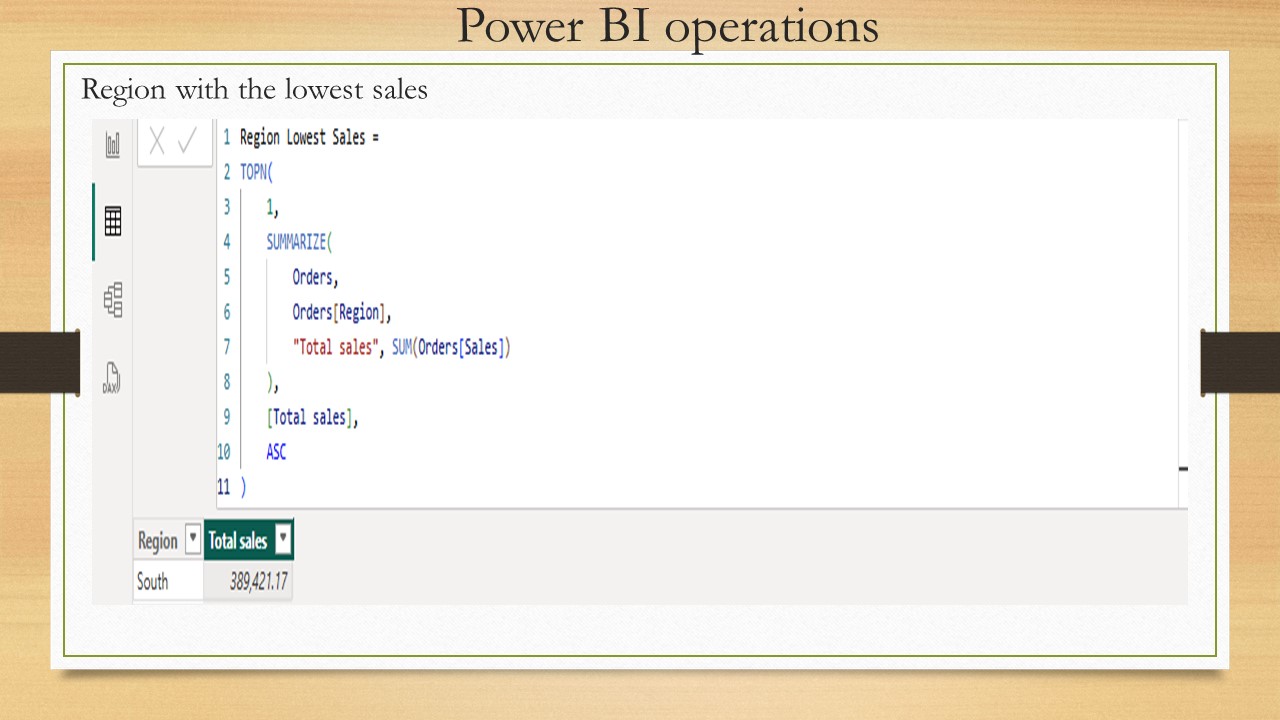 Power BI operations
Region with the lowest sales
1 Region Lowest Sales =
2 TOPN(
3 1,
4 SUMMARIZE(
5 Orders,
6 Orders[Region],
7 "Total sales", SUM(Orders[Sales])
8 ),
9 [Total sales],
10 ASC
11 )
DAX
Region Total sales
South 389,421.17